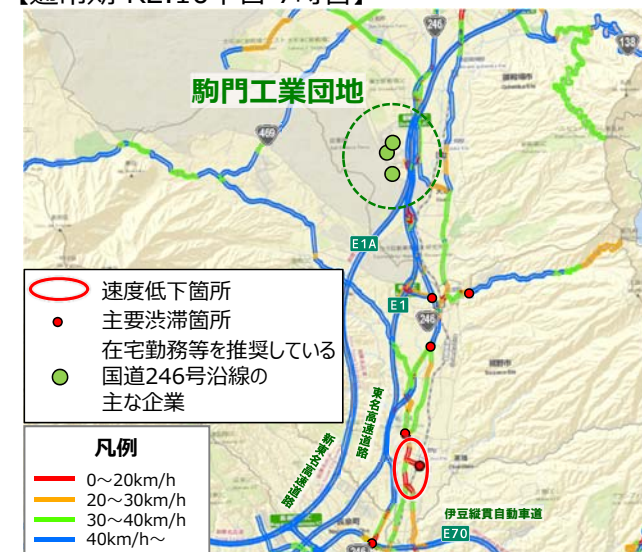 246
138
駒門工業団地
469
E1A
E1
246
速度低下箇所
主要渋滞箇所
在宅勤務等を推奨している
国道246号沿線の
主な企業
東名高速道路
新東名高速道路
凡例
0～20km/h
20～30km/h
30～40km/h
40km/h～
伊豆縦貫自動車道
E70
246